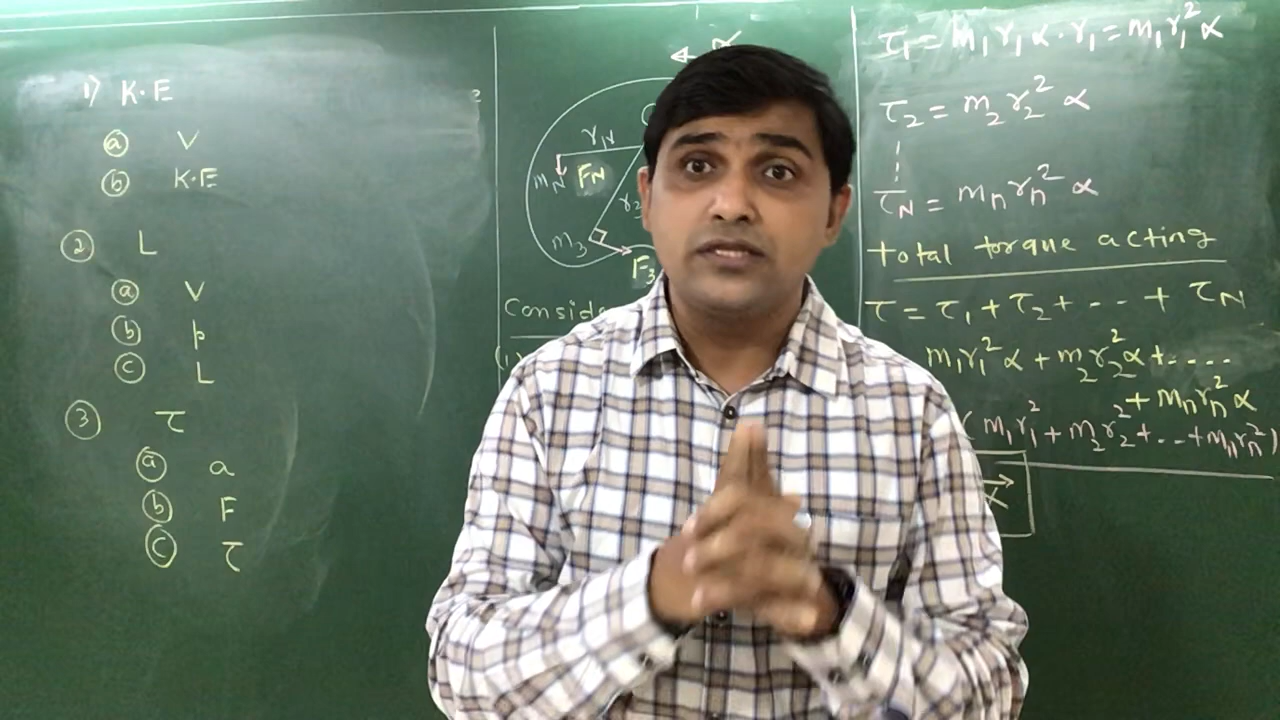 1) K.E
ⓐ V
ⓑ K.E
② L
ⓐ V
ⓑ p
ⓒ L
③ τ
ⓐ a
ⓑ F
ⓒ τ
α
r_N
m_N F_N
m_3
F_3
(1)
τ_1 = m_1 r_1 α · r_1 = m_1 r_1^2 α
τ_2 = m_2 r_2^2 α
τ_N = m_n r_n^2 α
total torque acting
τ = τ_1 + τ_2 + --- + τ_N
m_1 r_1^2 α + m_2 r_2^2 α + ....
+ m_n r_n^2 α
(m_1 r_1^2 + m_2 r_2^2 + .. + m_n r_n^2)